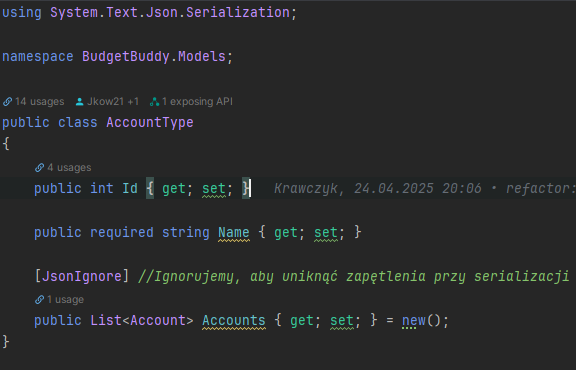 using System.Text.Json.Serialization;
namespace BudgetBuddy.Models;
14 usages Jkow21 +1 1 exposing API
public class AccountType
{
4 usages
public int Id { get; set; } Krawczyk, 24.04.2025 20:06 • refactor:
public required string Name { get; set; }
[JsonIgnore] //Ignorujemy, aby uniknąć zapętlenia przy serializacji
1 usage
public List<Account> Accounts { get; set; } = new();
}